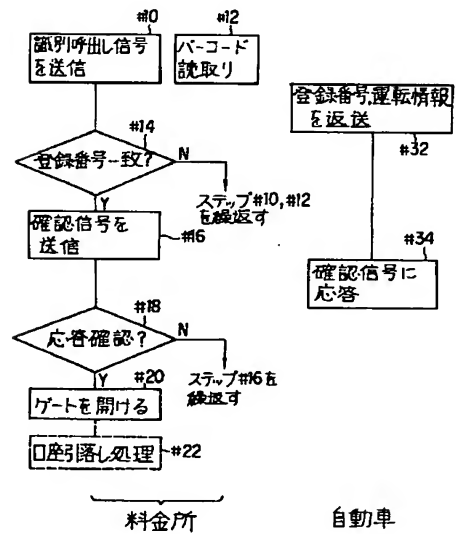 #10
識別呼出し信号
を送信
#12
バーコード
読取り
登録番号,運転情報
を返送
#32
#14
登録番号一致?
N
Y
ステップ#10,#12
を繰返す
確認信号を
送信
#16
#34
確認信号に
応答
#18
応答確認?
N
Y
ステップ#16を
繰返す
#20
ゲートを開ける
口座引落し処理
#22
料金所
自動車